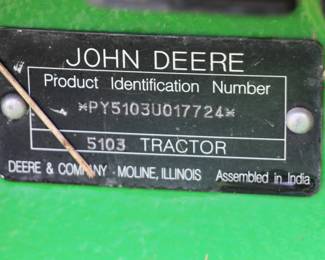 JOHN DEERE
Product Identification Number
*PY5103U017724*
5103 TRACTOR
DEERE & COMPANY - MOLINE, ILLINOIS Assembled in India